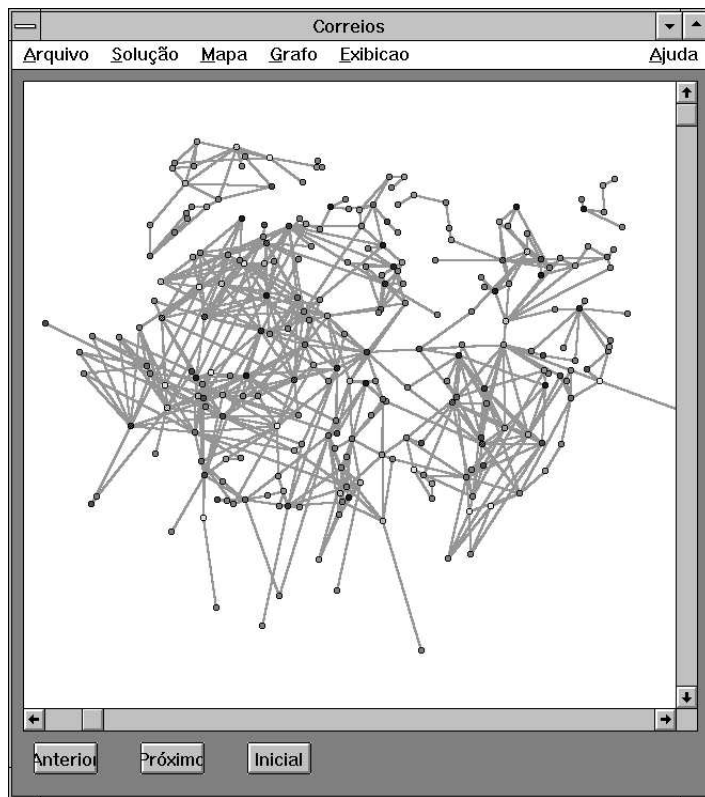 Correios
Arquivo Solução Mapa Grafo Exibicao Ajuda
Anterior Próximo Inicial